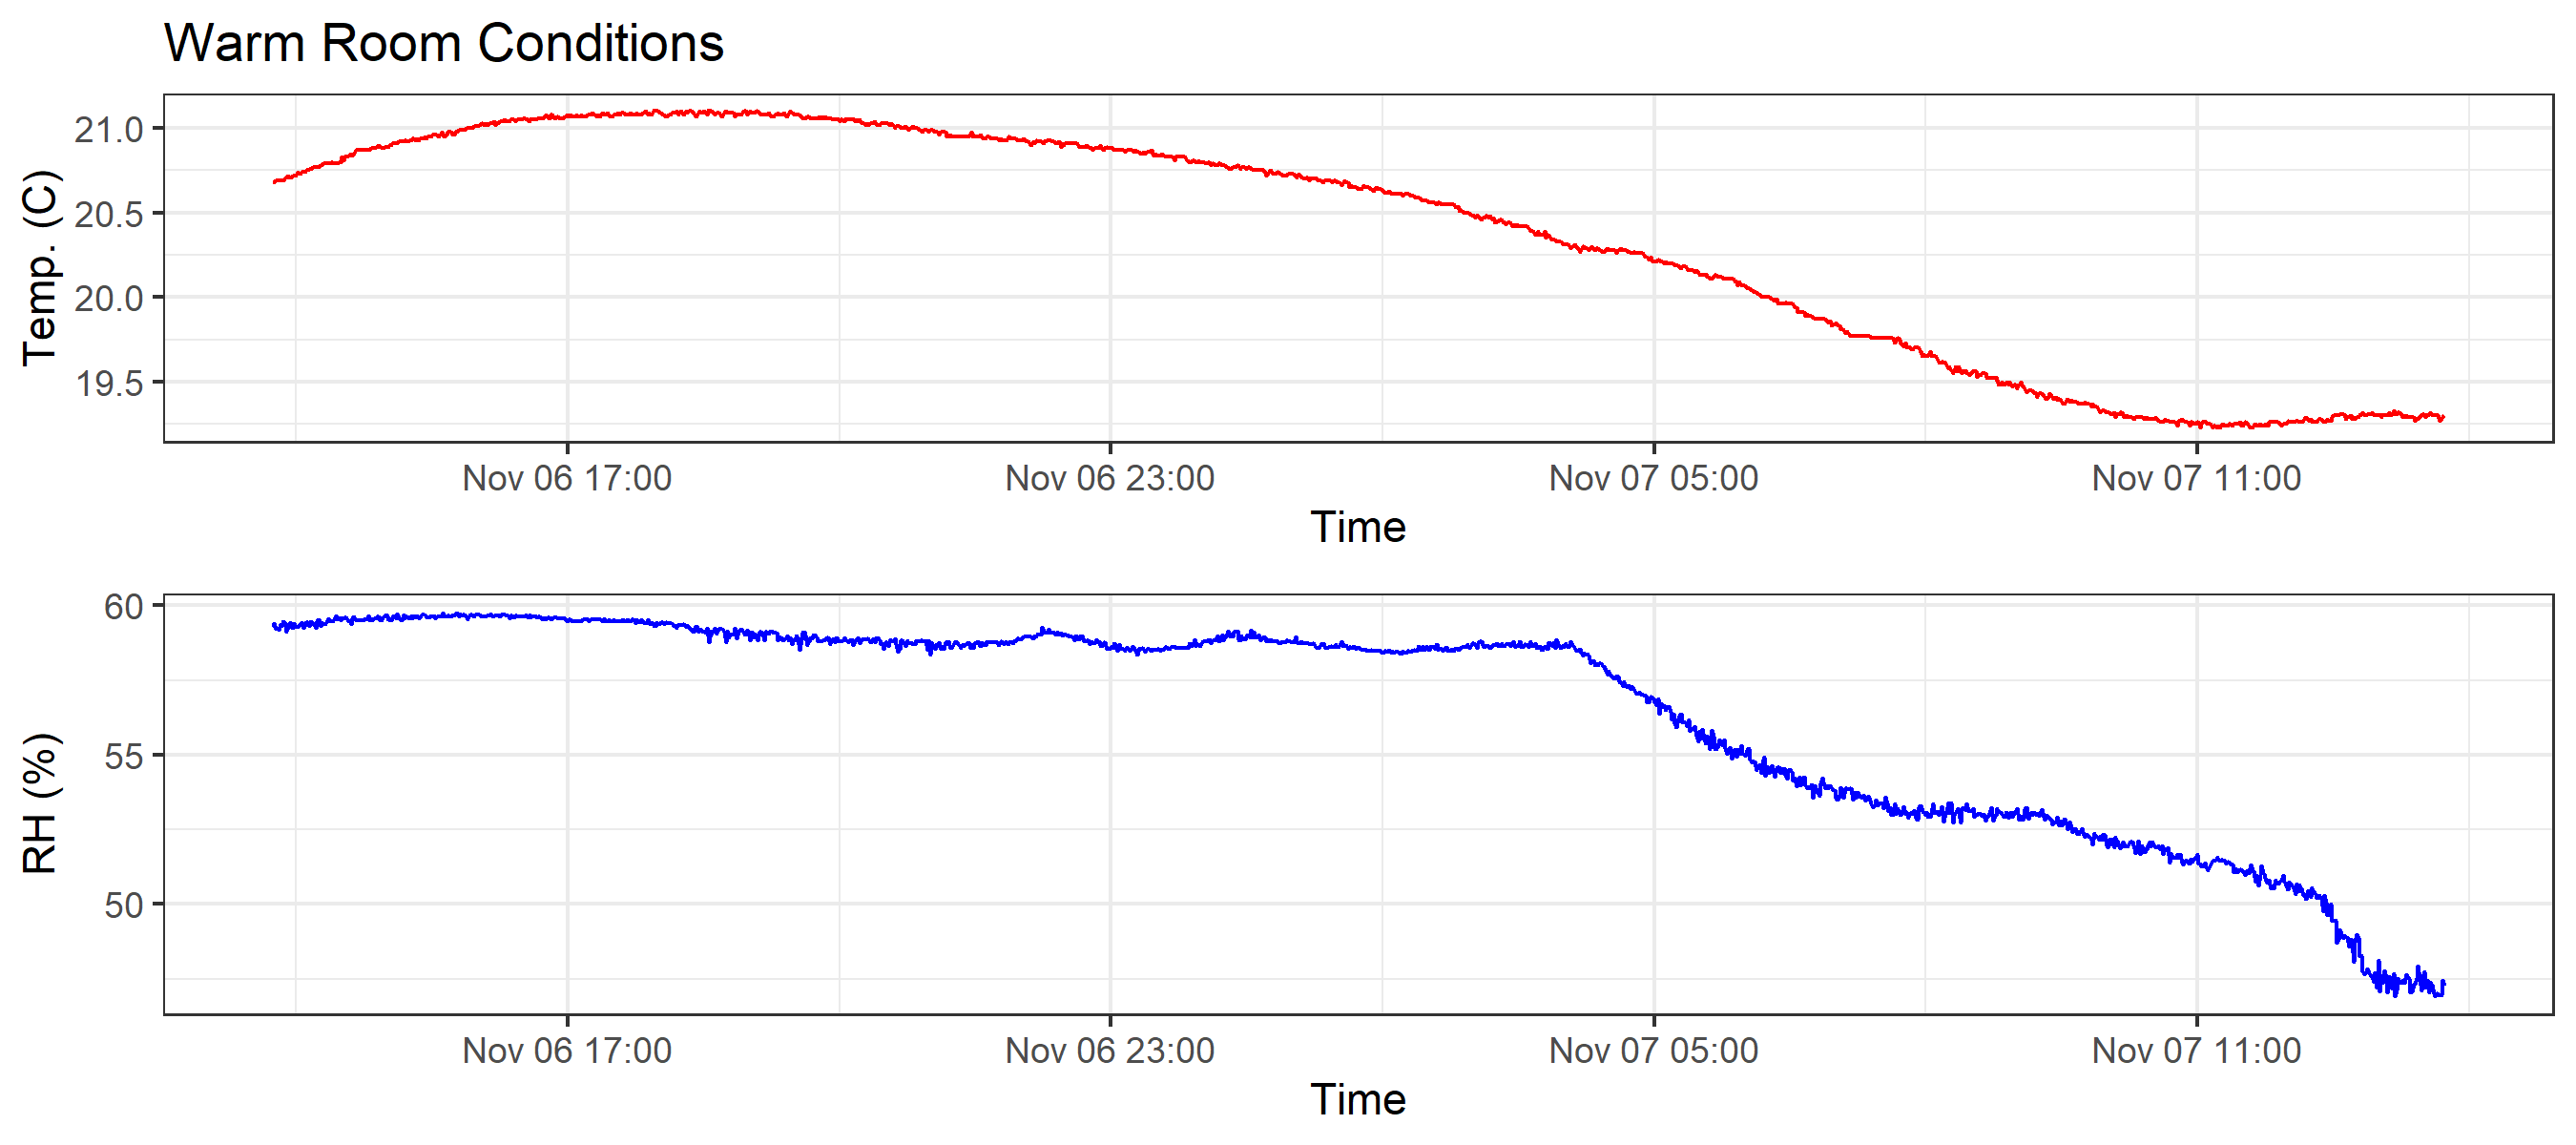 Warm Room Conditions
Temp. (C)
21.0
20.5
20.0
19.5
Nov 06 17:00 Nov 06 23:00 Nov 07 05:00 Nov 07 11:00
Time
RH (%)
60
55
50
Nov 06 17:00 Nov 06 23:00 Nov 07 05:00 Nov 07 11:00
Time